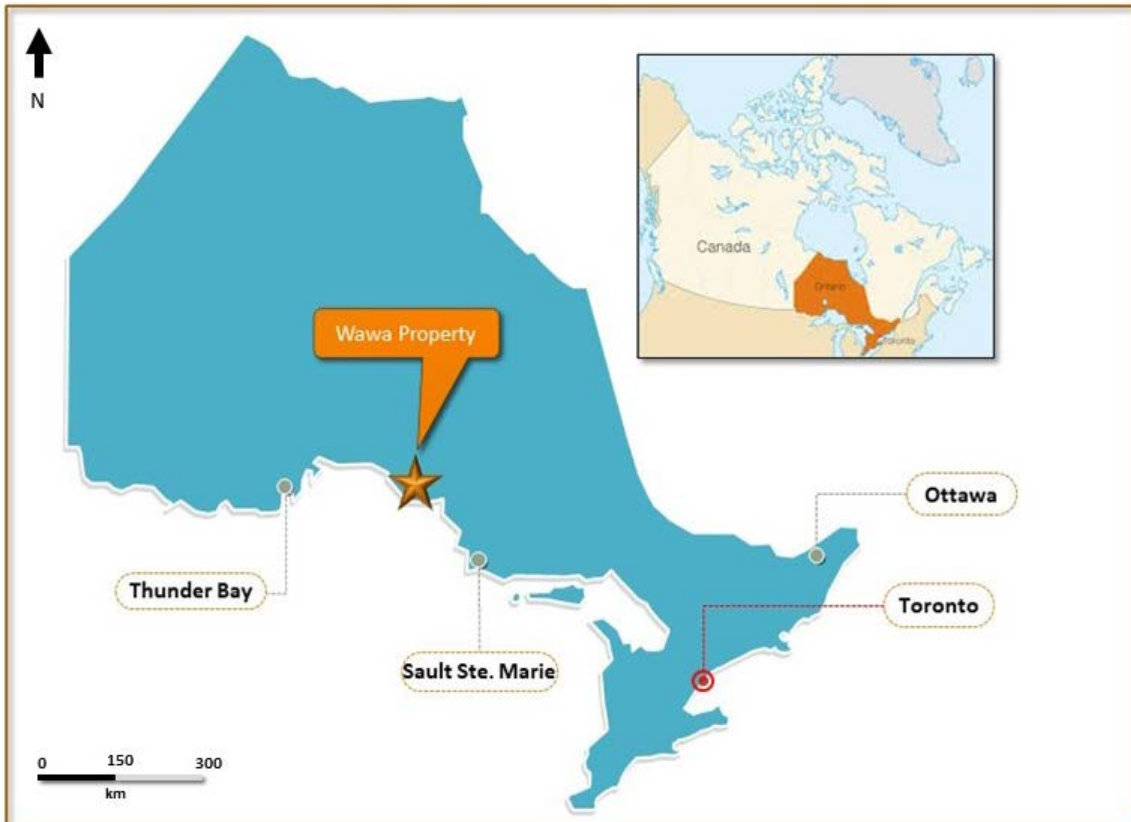 N
Canada
Ontario
Toronto
Wawa Property
Ottawa
Thunder Bay
Toronto
Sault Ste. Marie
0 150 300
km